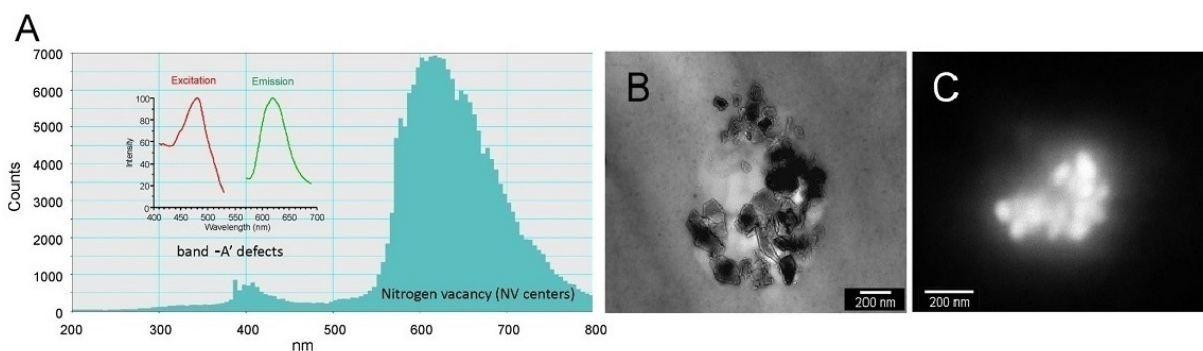 A
7000
6000
5000
4000
3000
2000
1000
0
Counts
200 300 400 500 600 700 800
nm
Excitation Emission
100
80
60
40
20
0
Intensity
400 450 500 550 600 650 700
Wavelength (nm)
band -A' defects
Nitrogen vacancy (NV centers)
B
200 nm
C
200 nm